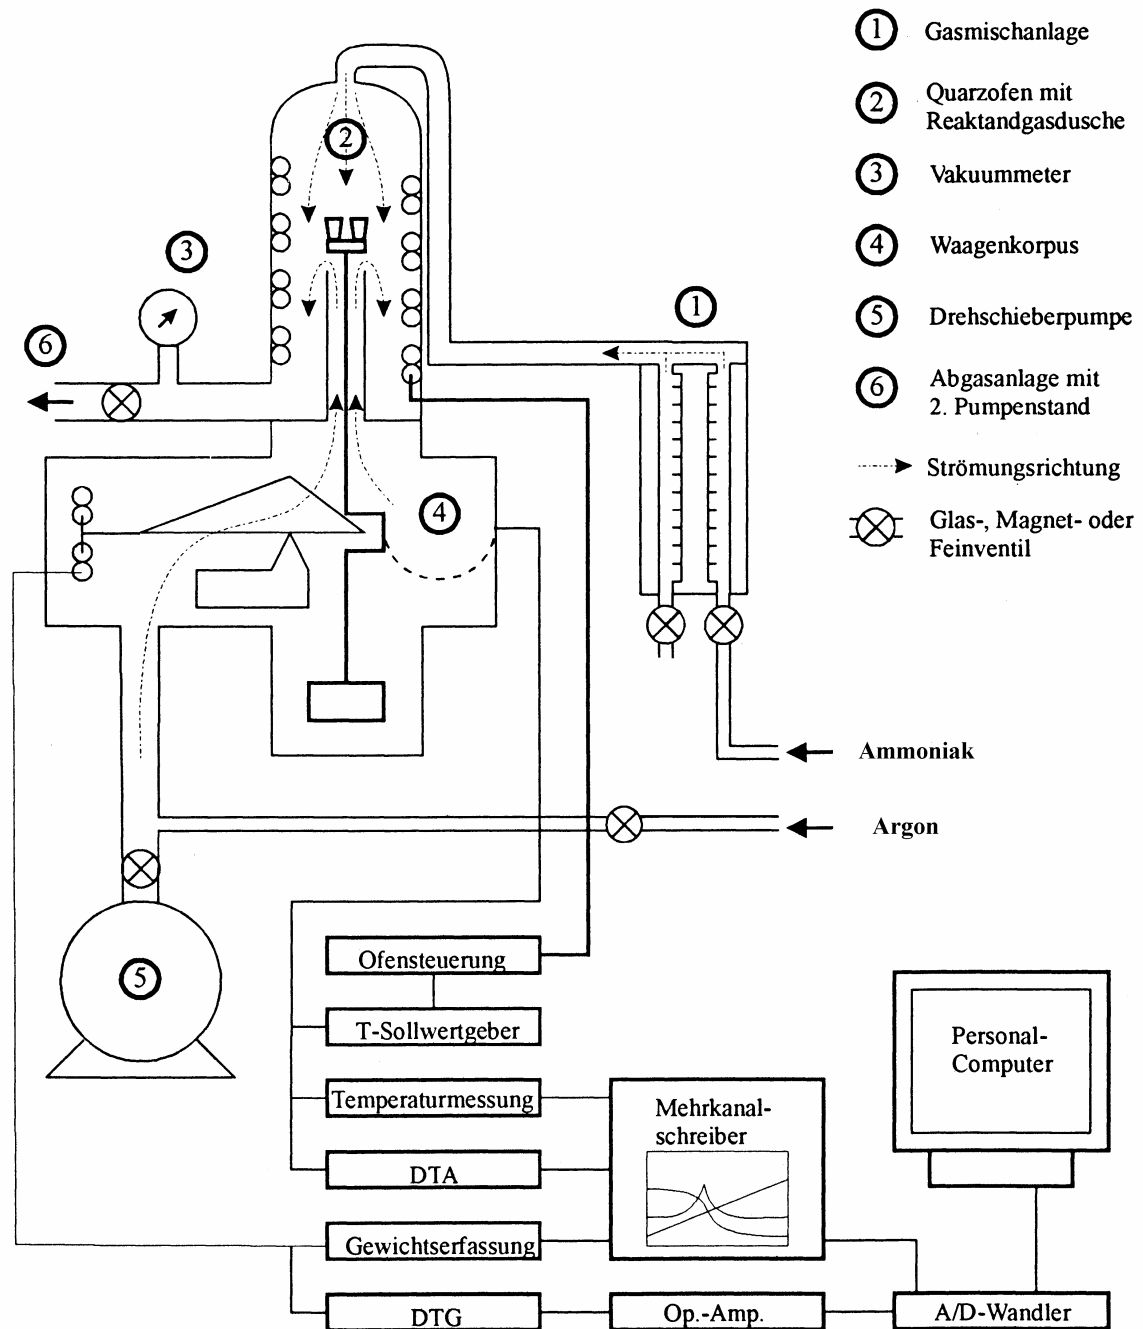 1 Gasmischanlage
2 Quarzofen mit
Reaktandgasdusche
3 Vakuummeter
4 Waagenkorpus
5 Drehschieberpumpe
6 Abgasanlage mit
2. Pumpenstand
Strömungsrichtung
Glas-, Magnet- oder
Feinventil
2
3
1
6
4
Ammoniak
Argon
5
Ofensteuerung
T-Sollwertgeber
Temperaturmessung
DTA
Gewichtserfassung
DTG
Mehrkanal-
schreiber
Op.-Amp.
Personal-
Computer
A/D-Wandler